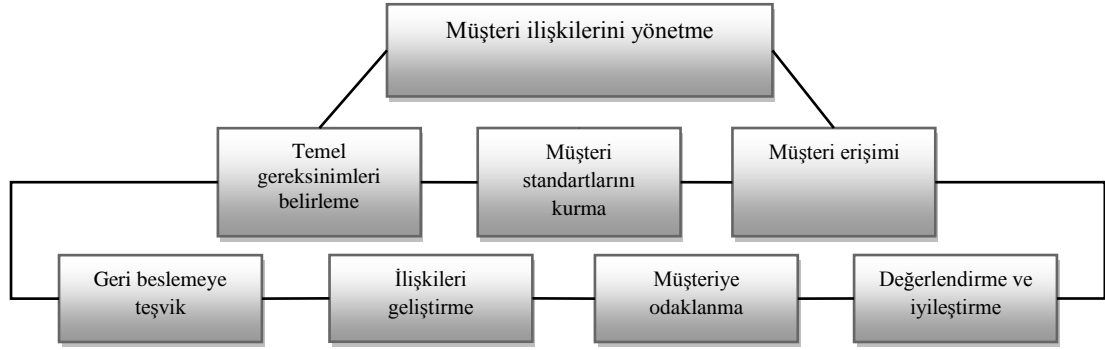 Müşteri ilişkilerini yönetme
Temel
gereksinimleri
belirleme
Müşteri
standartlarını
kurma
Müşteri erişimi
Geri beslemeye
teşvik
İlişkileri
geliştirme
Müşteriye
odaklanma
Değerlendirme ve
iyileştirme